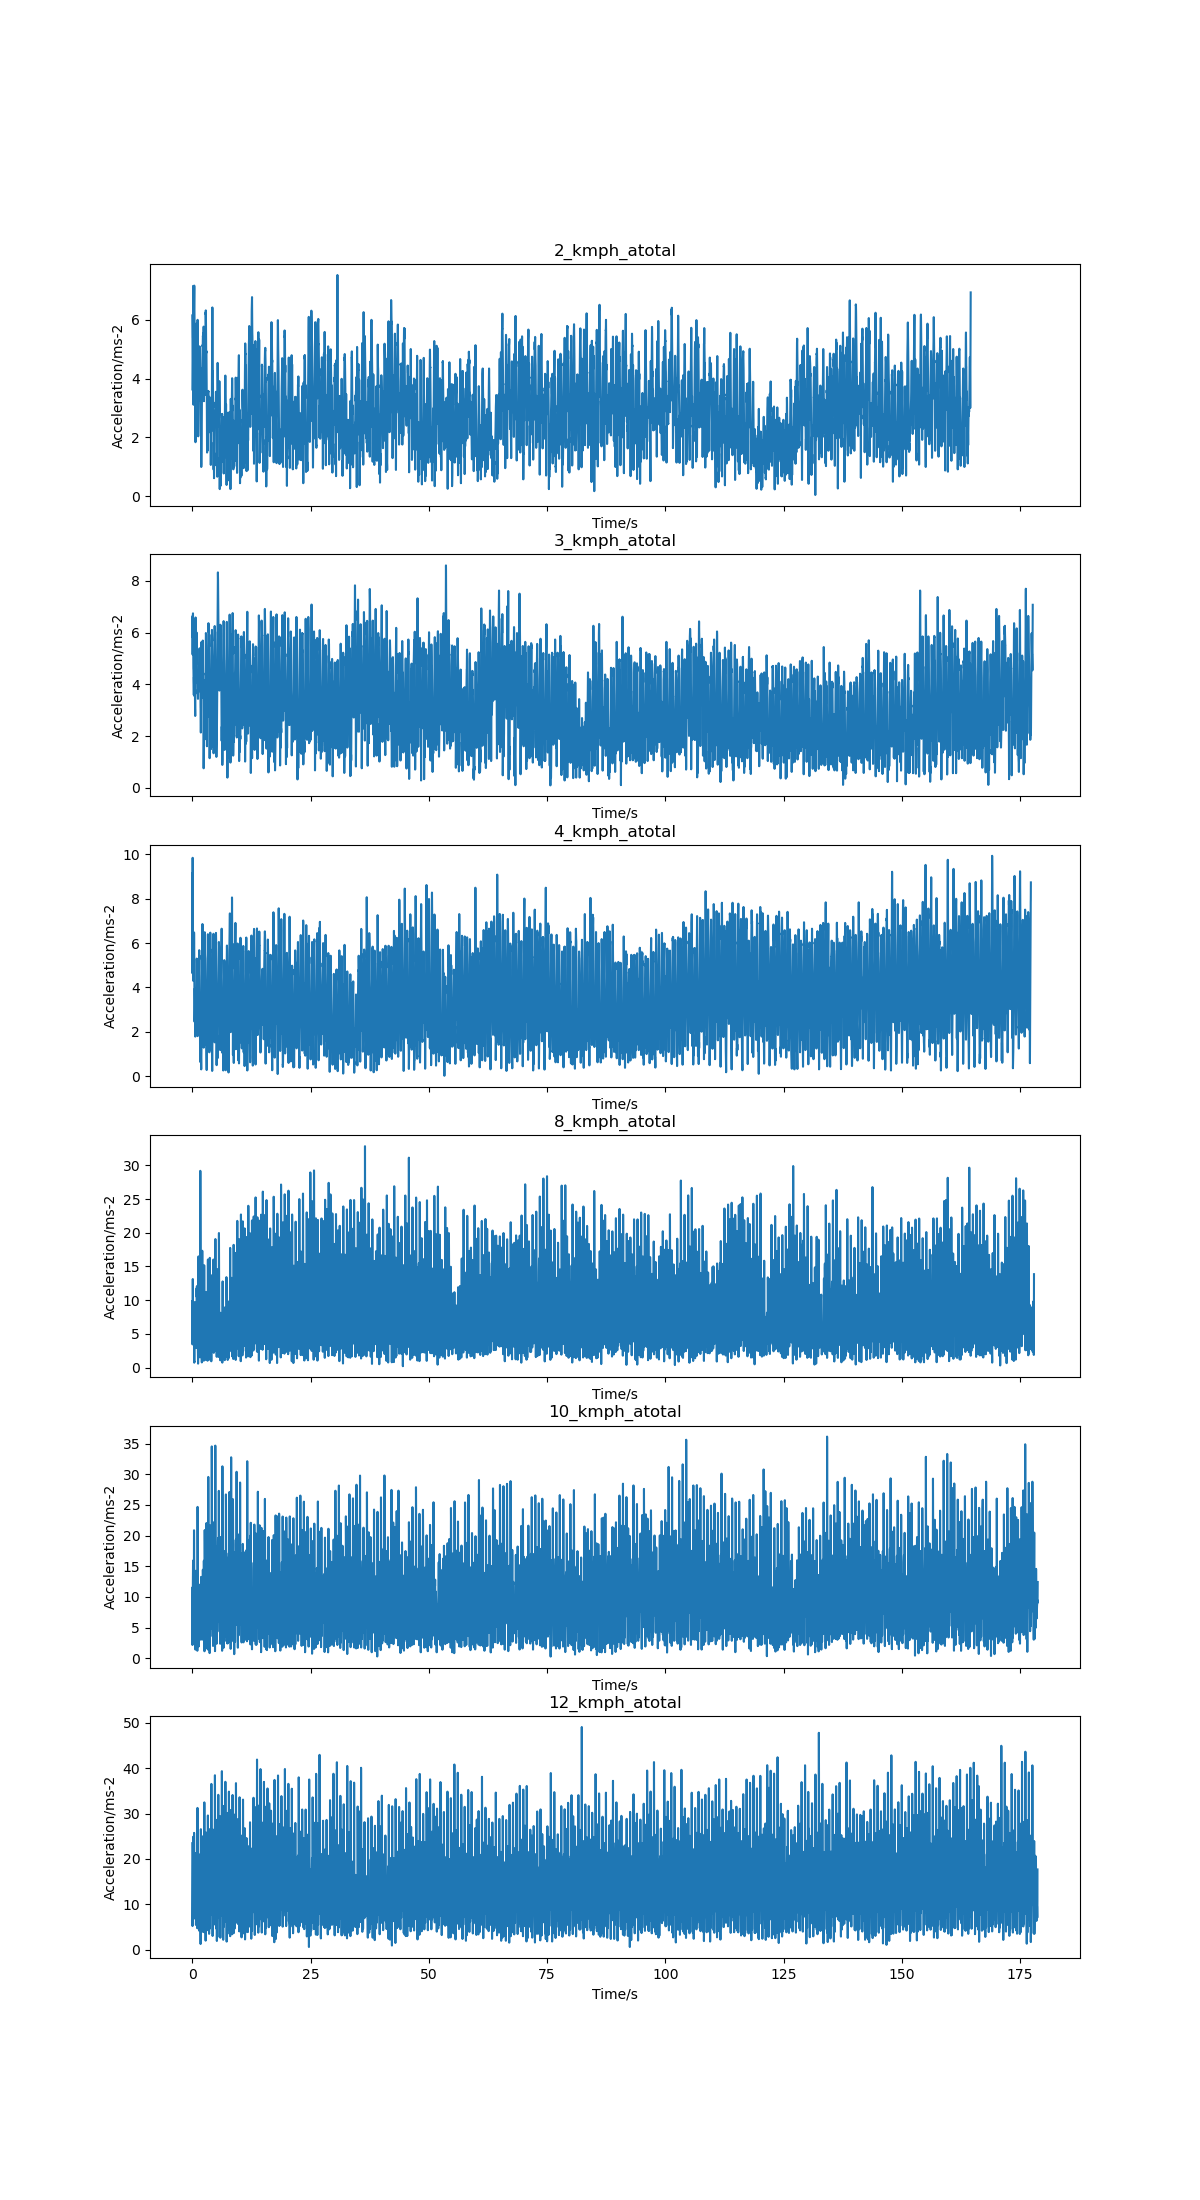 2_kmph_atotal
6
4
2
0
Acceleration/ms-2
Time/s
3_kmph_atotal
8
6
4
2
0
Acceleration/ms-2
Time/s
4_kmph_atotal
10
8
6
4
2
0
Acceleration/ms-2
Time/s
8_kmph_atotal
30
25
20
15
10
5
0
Acceleration/ms-2
Time/s
10_kmph_atotal
35
30
25
20
15
10
5
0
Acceleration/ms-2
Time/s
12_kmph_atotal
50
40
30
20
10
0
Acceleration/ms-2
0 25 50 75 100 125 150 175
Time/s